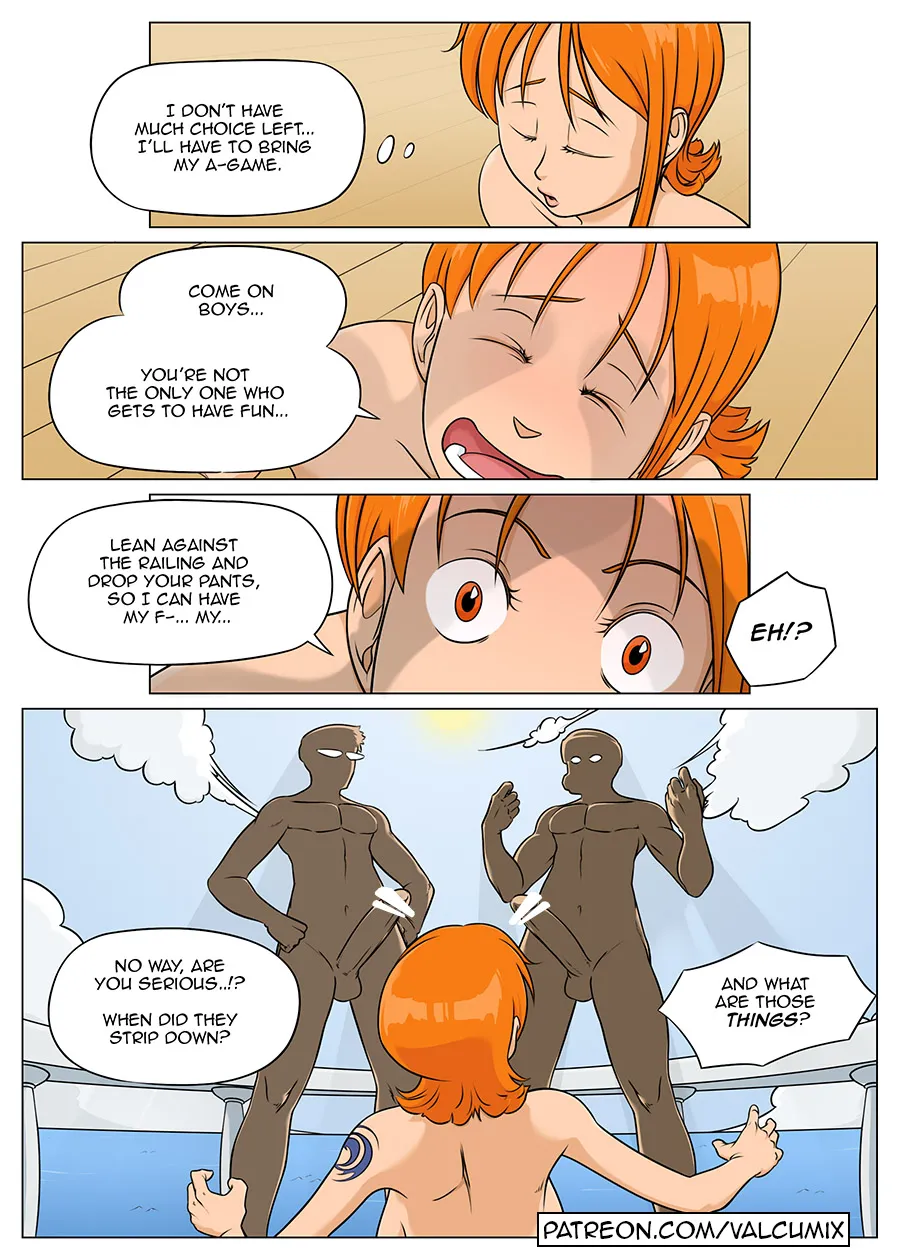 I DON'T HAVE
MUCH CHOICE LEFT...
I'LL HAVE TO BRING
MY A-GAME.
COME ON
BOYS...
YOU'RE NOT
THE ONLY ONE WHO
GETS TO HAVE FUN...
LEAN AGAINST
THE RAILING AND
DROP YOUR PANTS,
SO I CAN HAVE
MY F-... MY...
EH!?
NO WAY, ARE
YOU SERIOUS..!?
WHEN DID THEY
STRIP DOWN?
AND WHAT
ARE THOSE
THINGS?
PATREON.COM/VALCUMIX